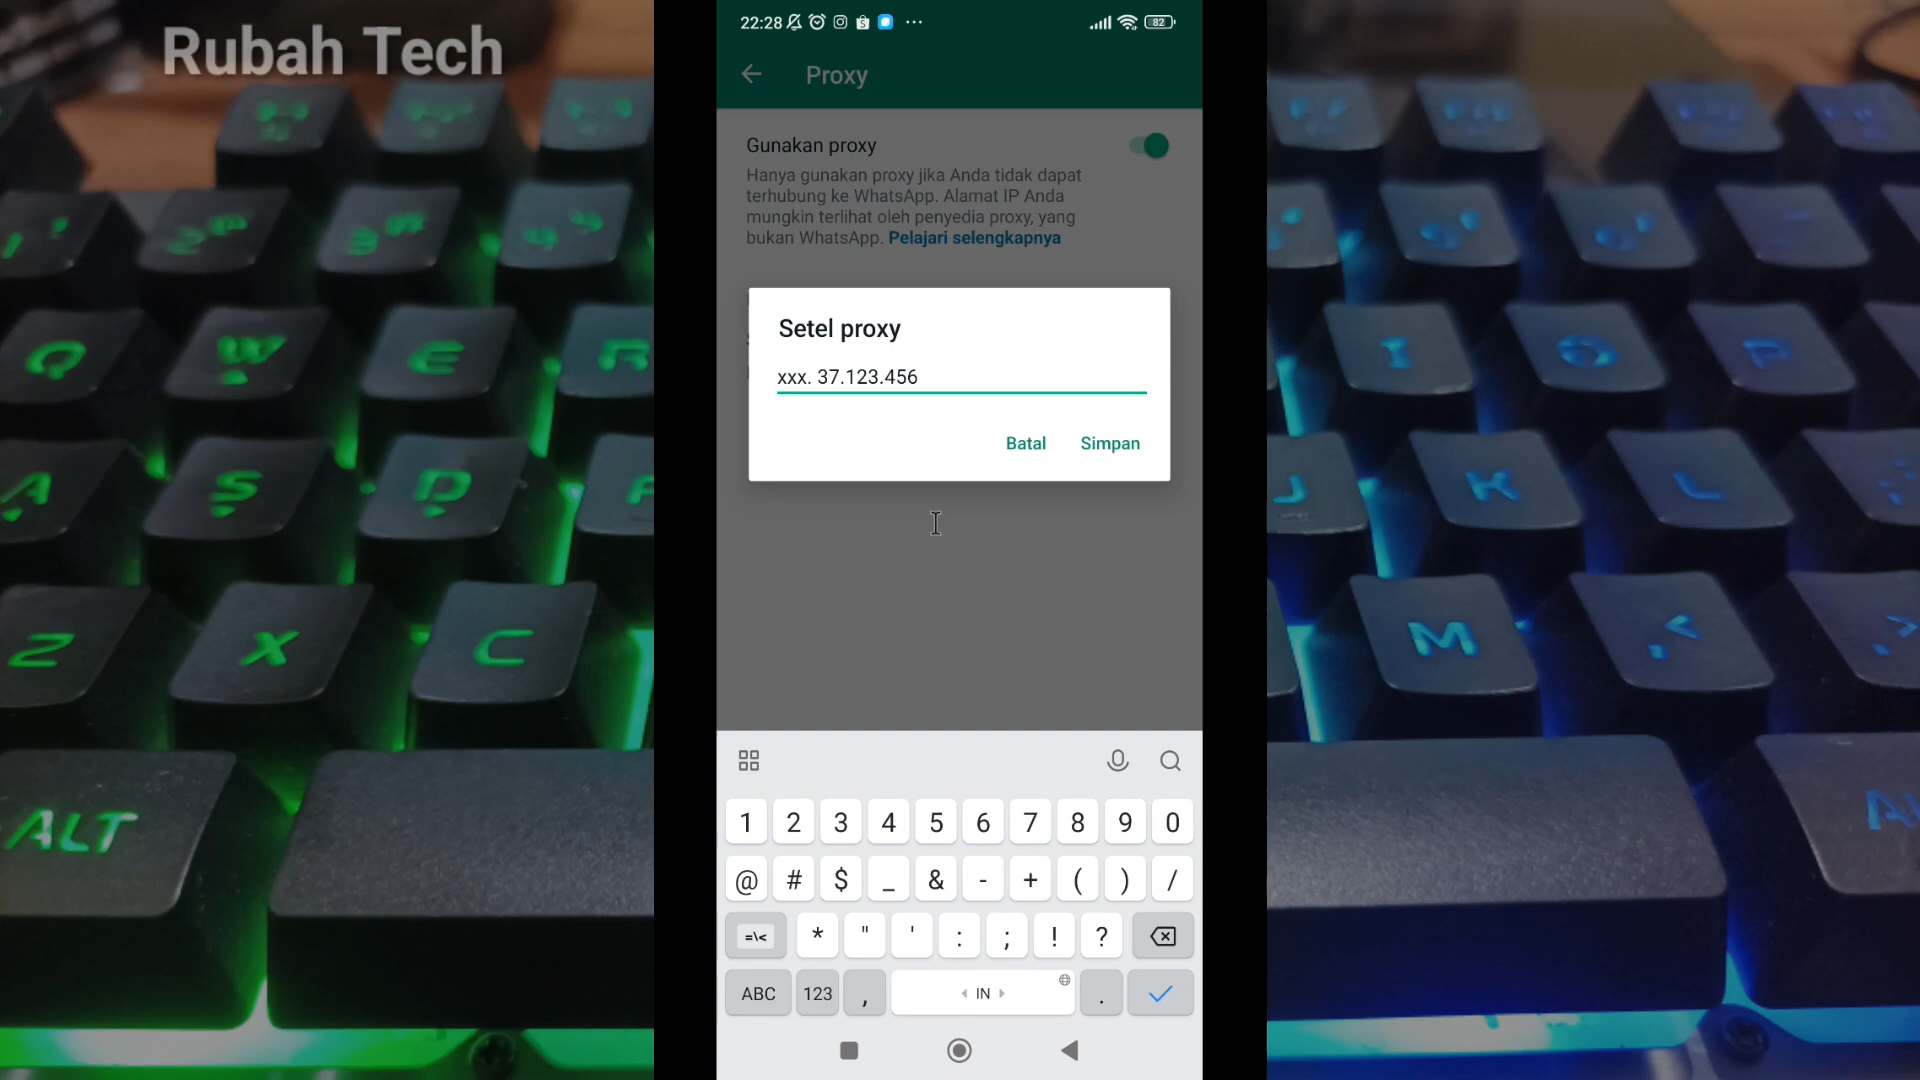 Rubah Tech
22:28
82
Proxy
Gunakan proxy
Hanya gunakan proxy jika Anda tidak dapat
terhubung ke WhatsApp. Alamat IP Anda
mungkin terlihat oleh penyedia proxy, yang
bukan WhatsApp. Pelajari selengkapnya
Setel proxy
xxx. 37.123.456
Batal Simpan
1 2 3 4 5 6 7 8 9 0
@ # $ _ & - + ( ) /
=\< * " ' : ; ! ?
ABC 123 , IN .
Q W E R
A S D F
Z X C
ALT
I O P
J K L
M , <